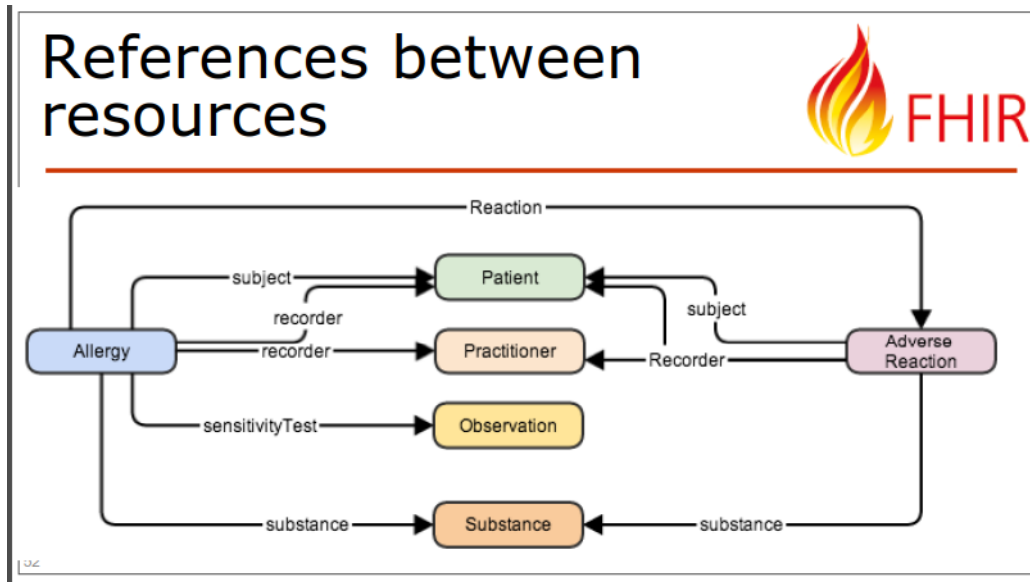 References between
resources
FHIR
Reaction
subject
Patient
subject
recorder
Allergy
recorder
Practitioner
Recorder
Adverse
Reaction
sensitivityTest
Observation
substance
Substance
substance
52